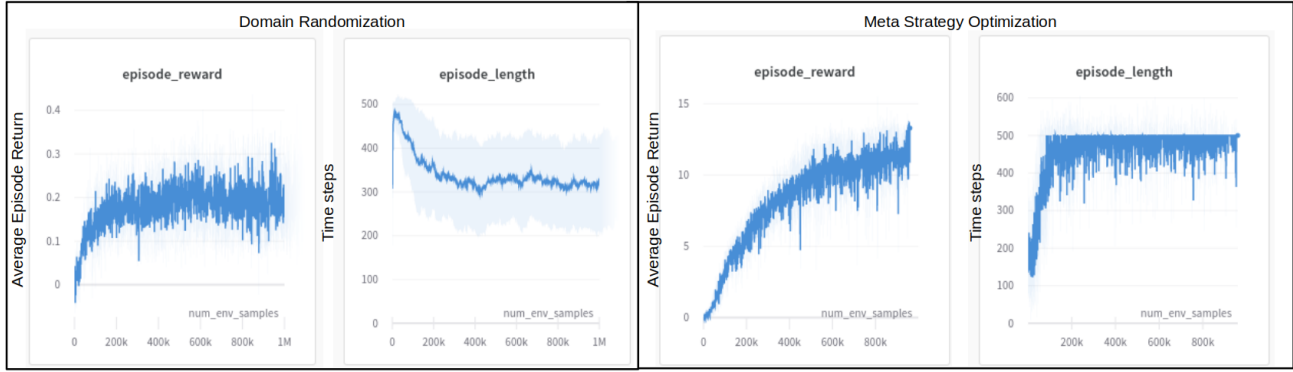 Domain Randomization
episode_reward
Average Episode Return
0.4
0.3
0.2
0.1
0
num_env_samples
0 200k 400k 600k 800k 1M
episode_length
Time steps
500
400
300
200
100
0
num_env_samples
0 200k 400k 600k 800k 1M
Meta Strategy Optimization
episode_reward
Average Episode Return
15
10
5
0
num_env_samples
0 200k 400k 600k 800k
episode_length
Time steps
600
500
400
300
200
100
0
num_env_samples
200k 400k 600k 800k